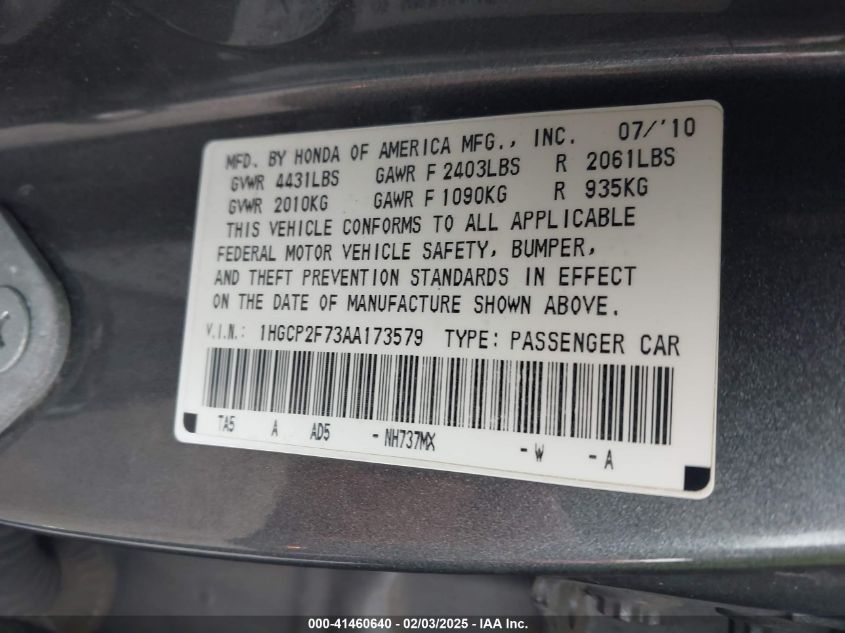 MFD. BY HONDA OF AMERICA MFG., INC. 07/'10
GVWR 4431LBS GAWR F 2403LBS R 2061LBS
GVWR 2010KG GAWR F 1090KG R 935KG
THIS VEHICLE CONFORMS TO ALL APPLICABLE
FEDERAL MOTOR VEHICLE SAFETY, BUMPER,
AND THEFT PREVENTION STANDARDS IN EFFECT
ON THE DATE OF MANUFACTURE SHOWN ABOVE.
V.I.N.: 1HGCP2F73AA173579 TYPE: PASSENGER CAR
TA5 A AD5 - NH737MX - W - A
000-41460640 - 02/03/2025 - IAA Inc.